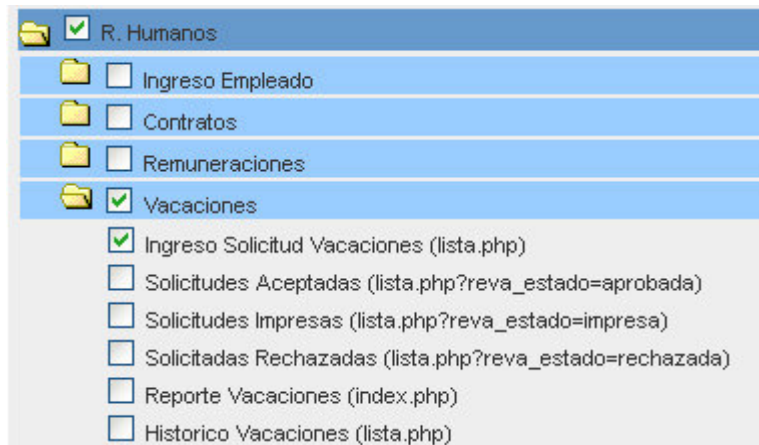 R. Humanos
Ingreso Empleado
Contratos
Remuneraciones
Vacaciones
Ingreso Solicitud Vacaciones (lista.php)
Solicitudes Aceptadas (lista.php?reva_estado=aprobada)
Solicitudes Impresas (lista.php?reva_estado=impresa)
Solicitadas Rechazadas (lista.php?reva_estado=rechazada)
Reporte Vacaciones (index.php)
Historico Vacaciones (lista.php)